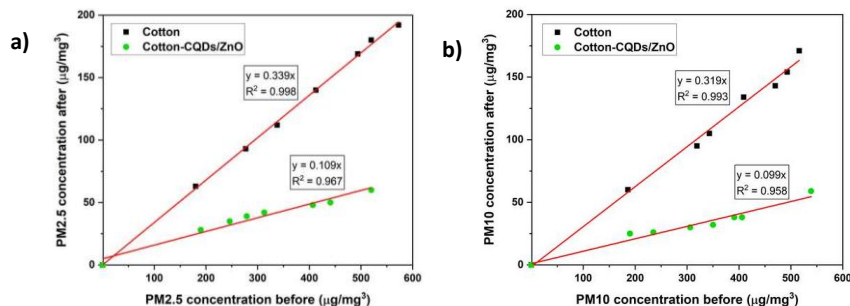 a)
200
150
100
50
0
PM2.5 concentration after (μg/mg³)
Cotton
Cotton-CQDs/ZnO
y = 0.339x
R² = 0.998
y = 0.109x
R² = 0.967
100 200 300 400 500 600
PM2.5 concentration before (μg/mg³)
b)
200
150
100
50
0
PM10 concentration after (μg/mg³)
Cotton
Cotton-CQDs/ZnO
y = 0.319x
R² = 0.993
y = 0.099x
R² = 0.958
100 200 300 400 500 600
PM10 concentration before (μg/mg³)